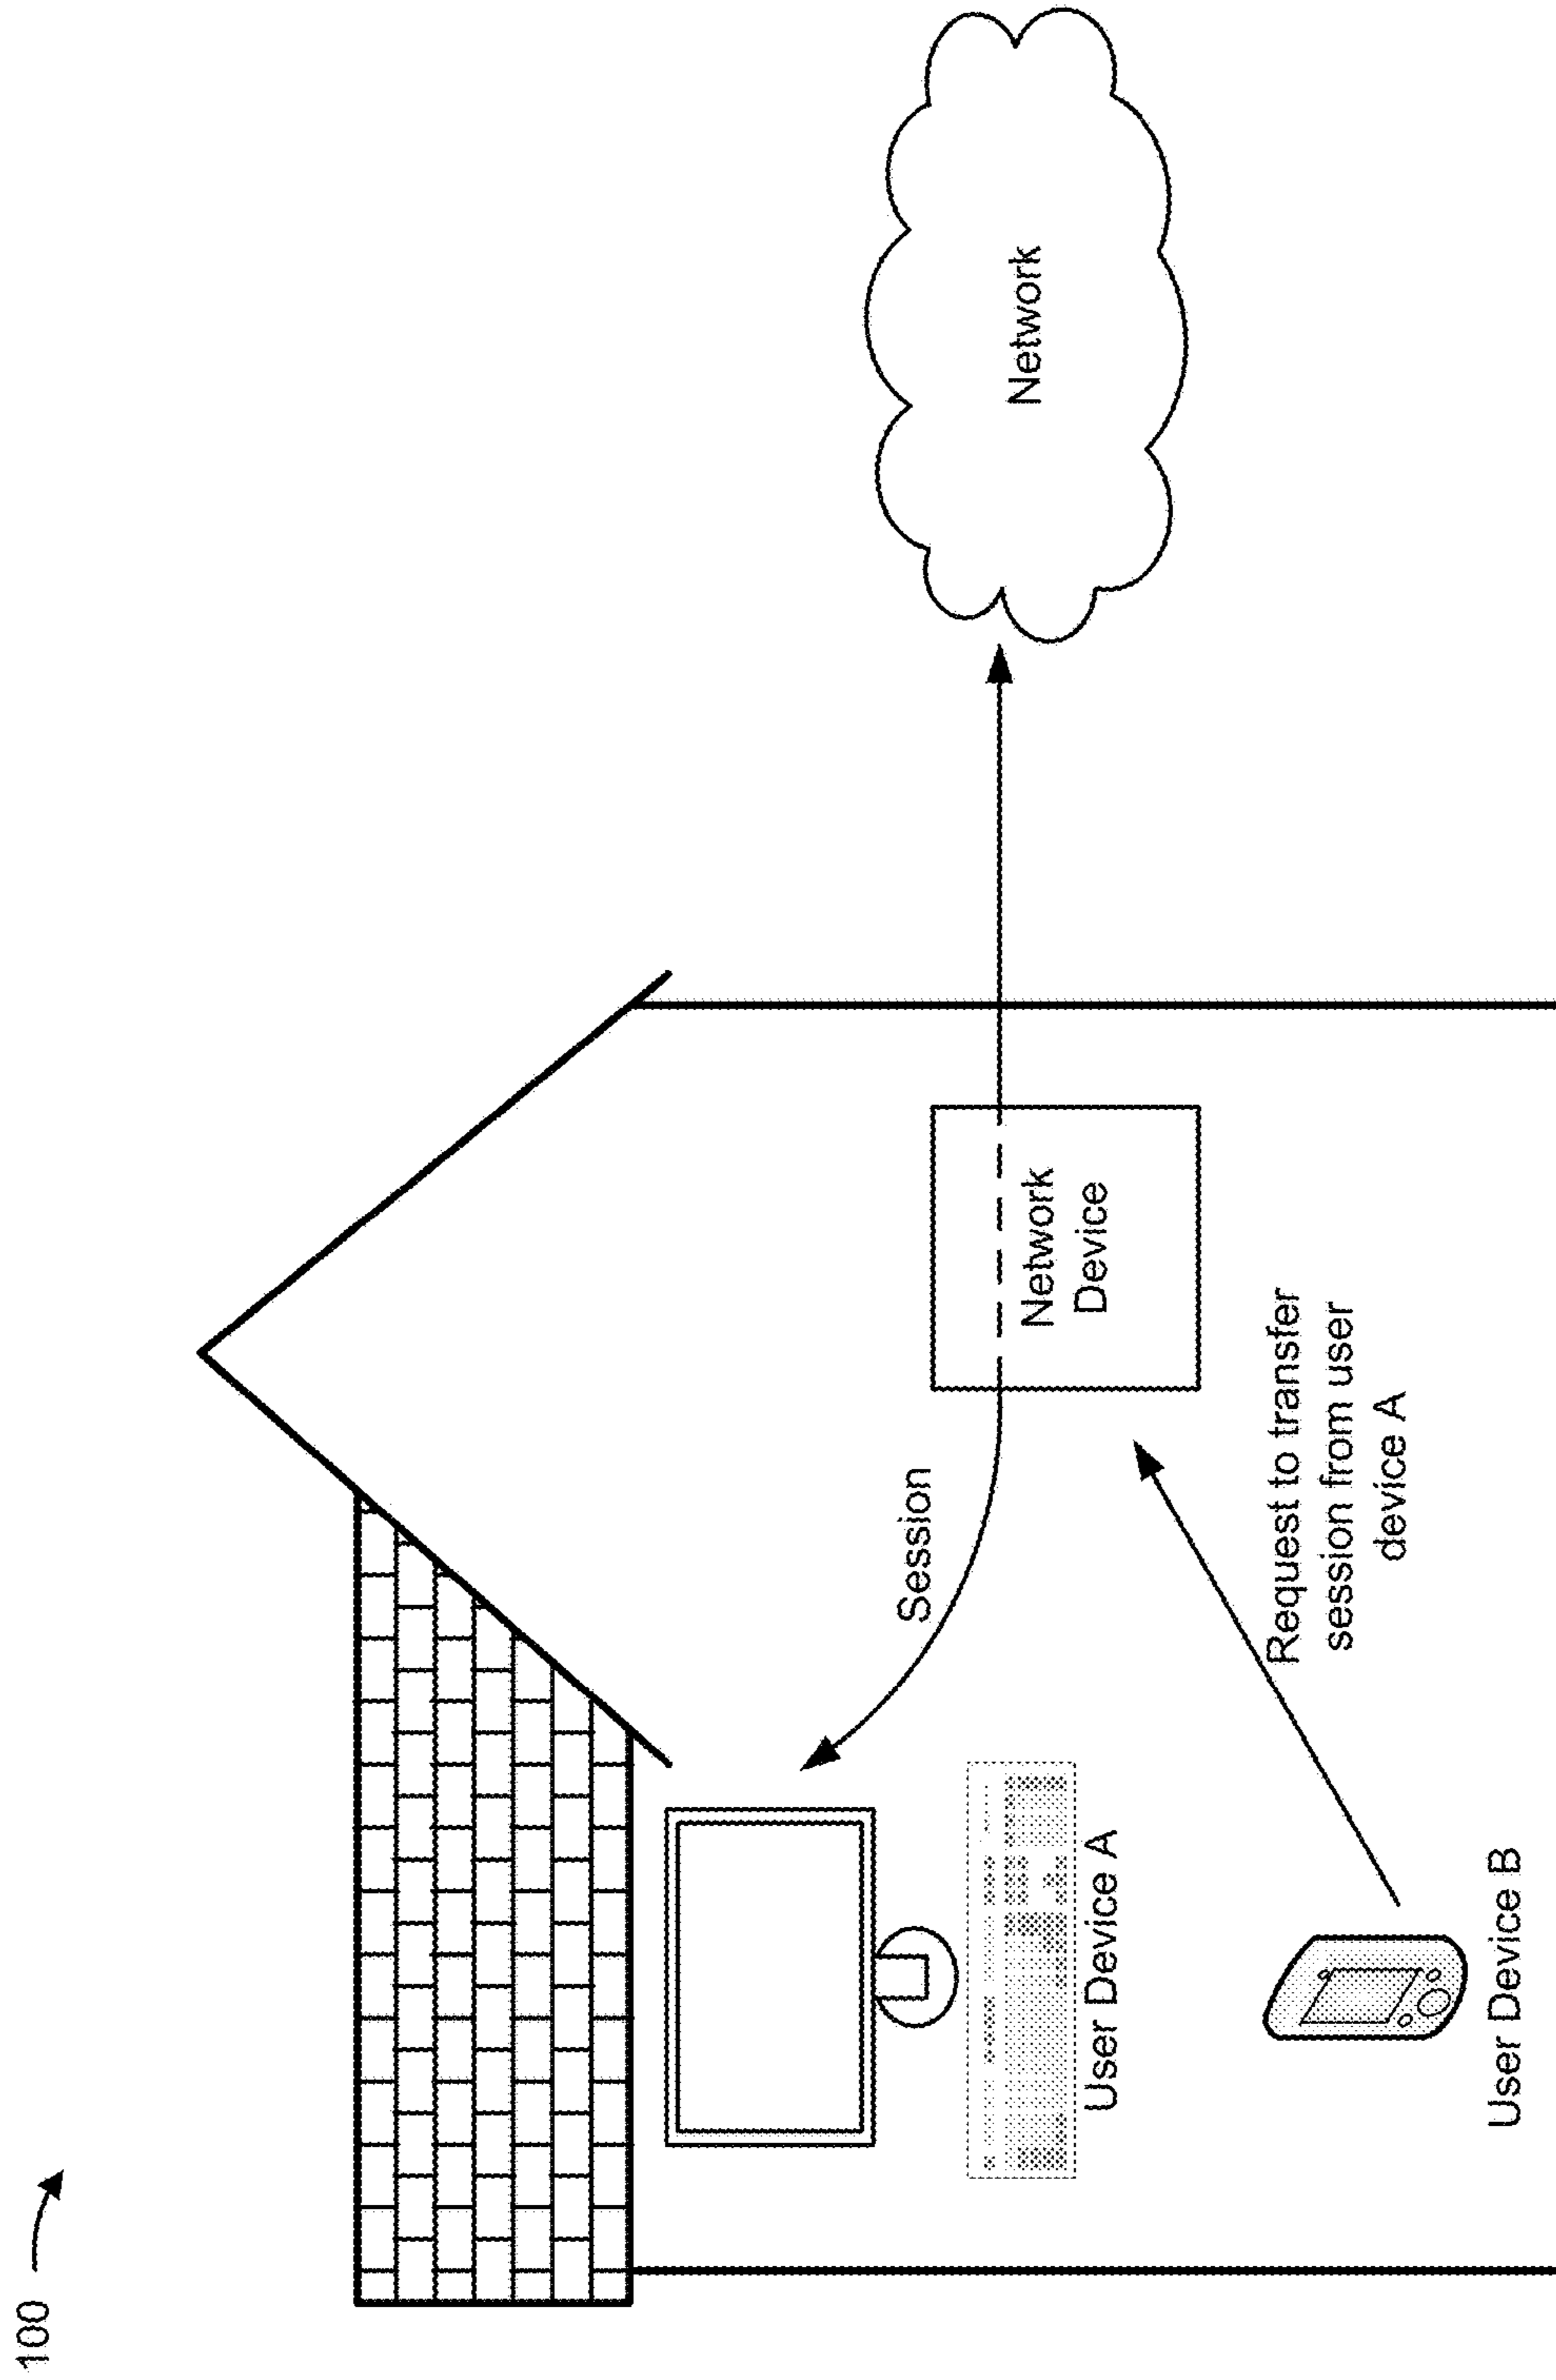 100
Session
User Device A
Network
Device
Network
Request to transfer
session from user
device A
User Device B